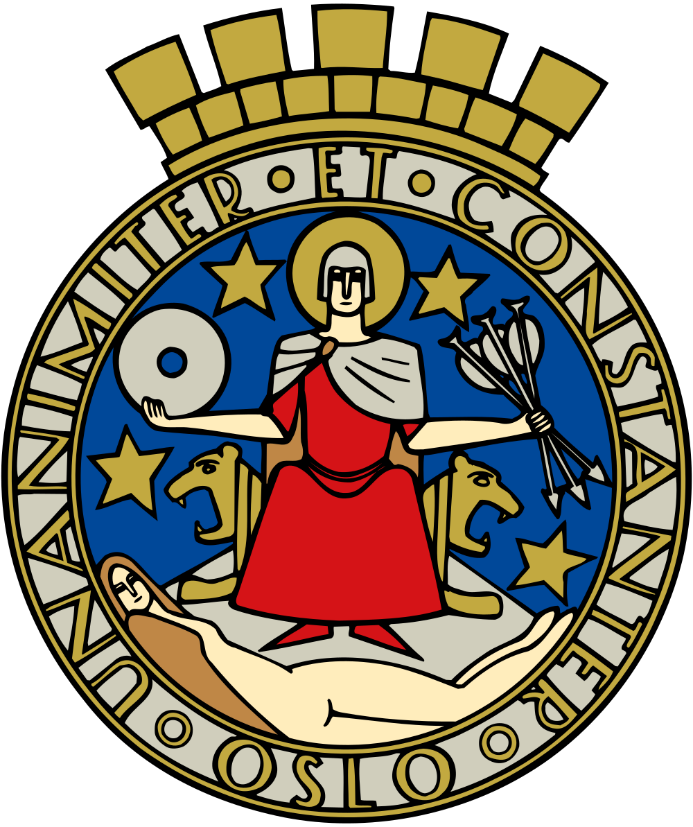 UNANIMITER • ET • CONSTANTER
• OSLO •